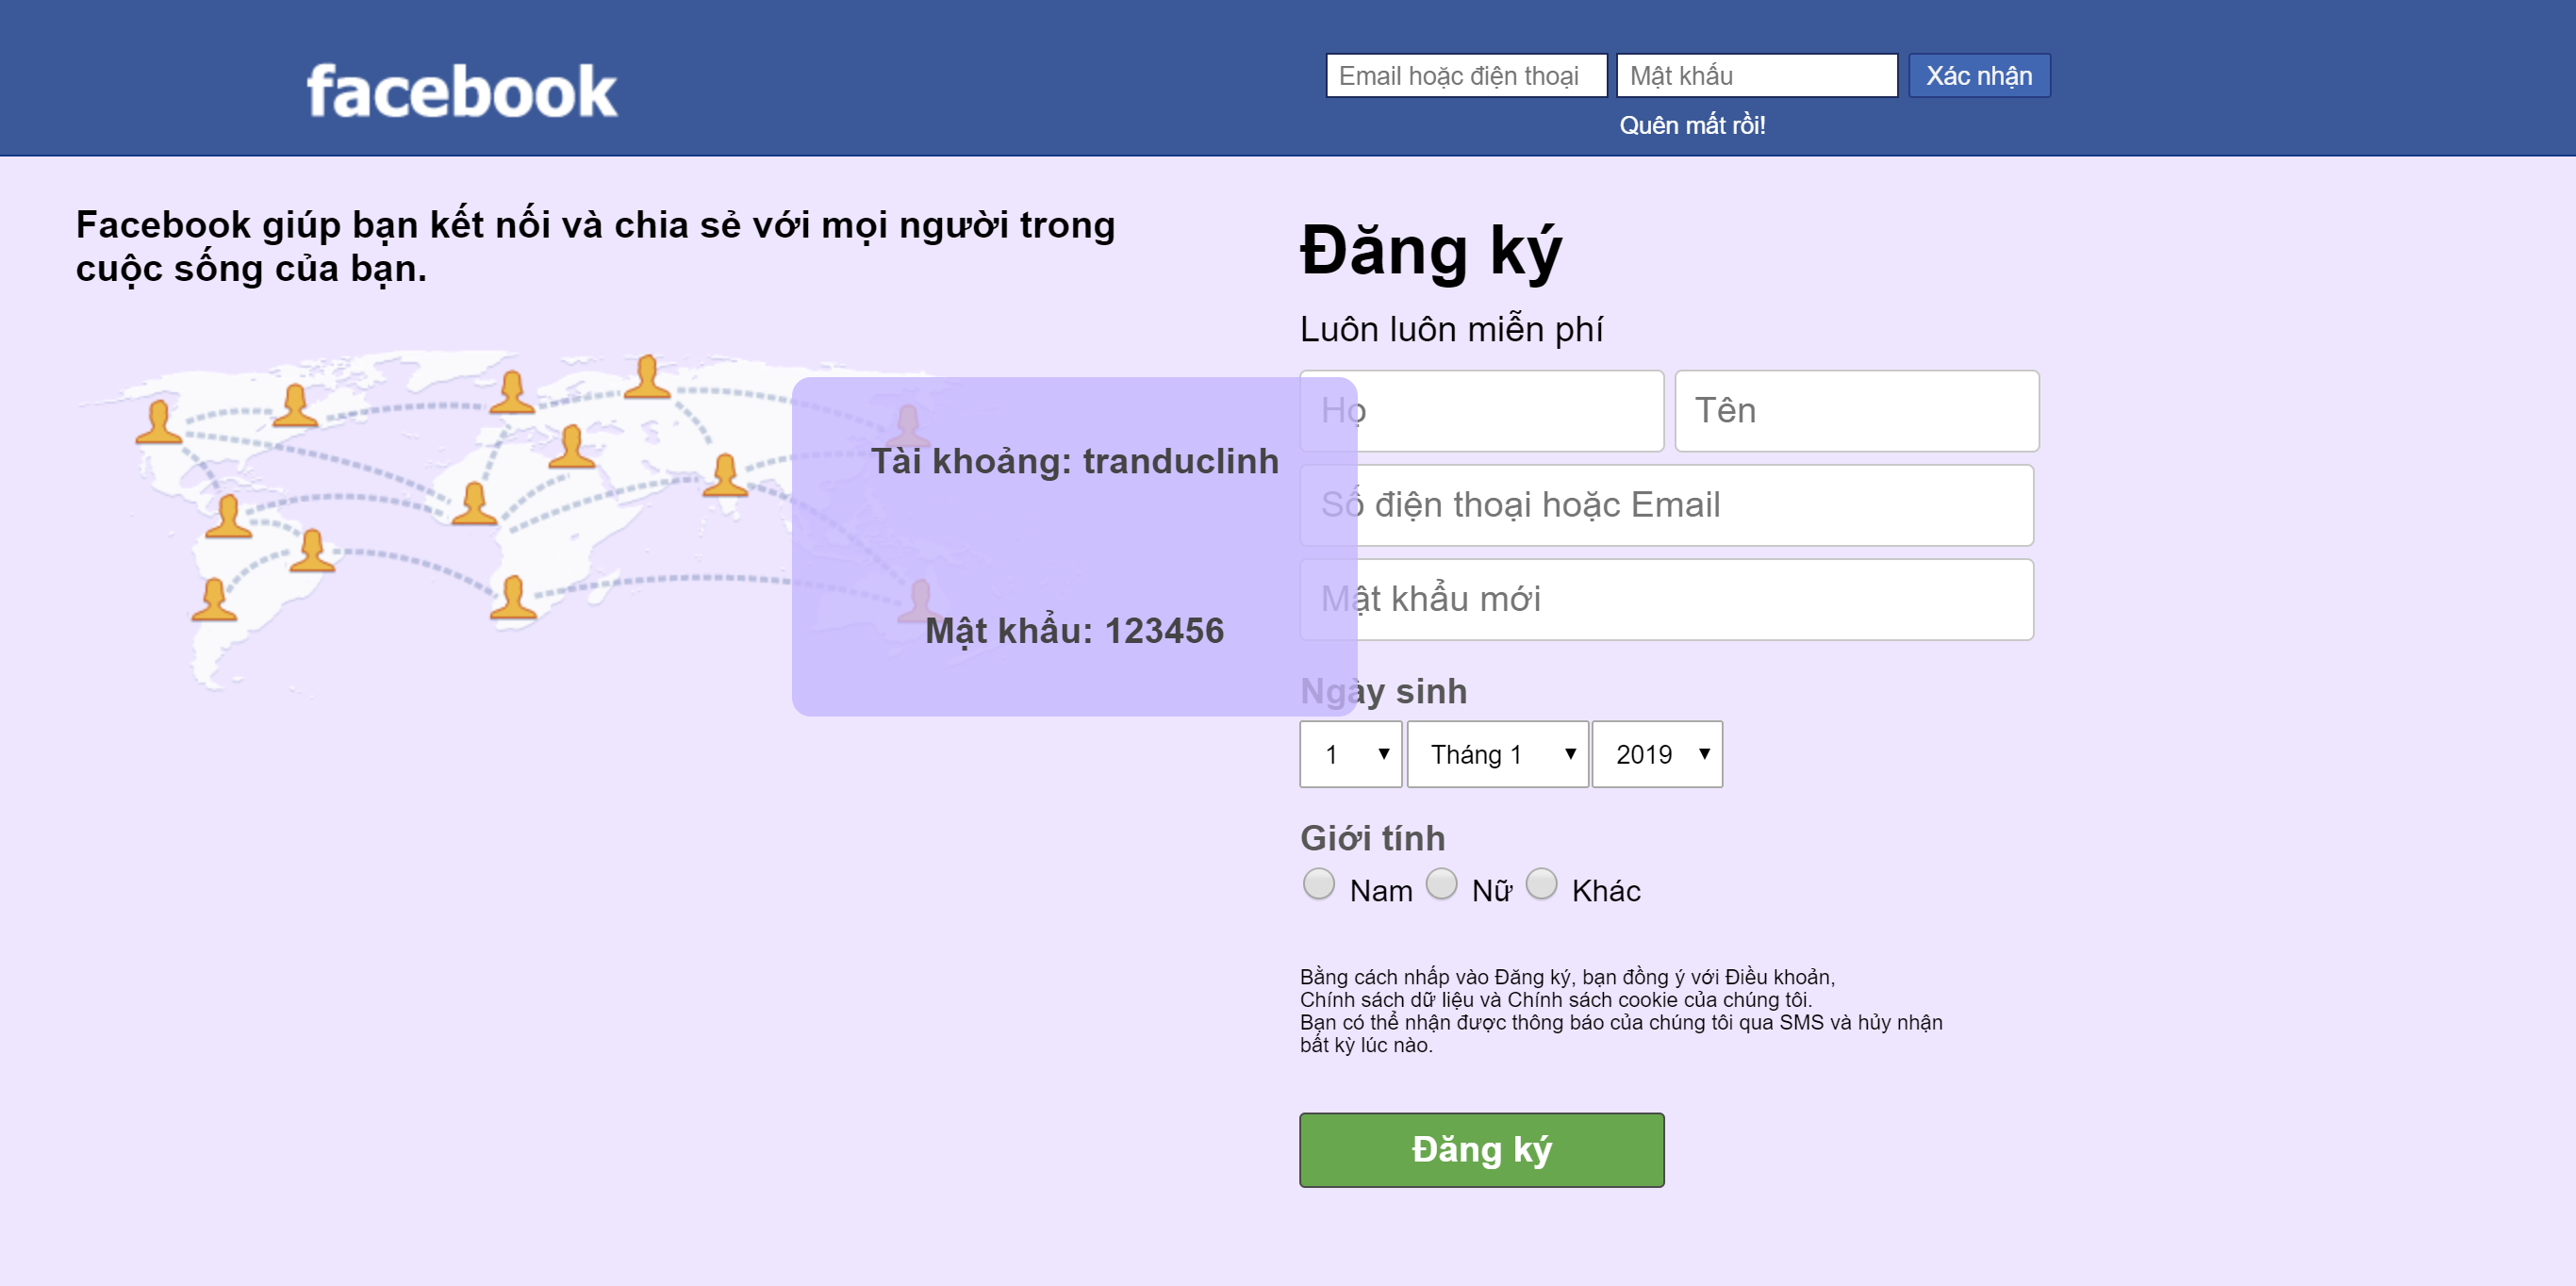 facebook
Email hoặc điện thoại
Mật khẩu
Xác nhận
Quên mất rồi!
Facebook giúp bạn kết nối và chia sẻ với mọi người trong
cuộc sống của bạn.
Tài khoảng: tranduclinh
Mật khẩu: 123456
Đăng ký
Luôn luôn miễn phí
Họ
Tên
Số điện thoại hoặc Email
Mật khẩu mới
Ngày sinh
1
Tháng 1
2019
Giới tính
Nam
Nữ
Khác
Bằng cách nhấp vào Đăng ký, bạn đồng ý với Điều khoản,
Chính sách dữ liệu và Chính sách cookie của chúng tôi.
Bạn có thể nhận được thông báo của chúng tôi qua SMS và hủy nhận
bất kỳ lúc nào.
Đăng ký